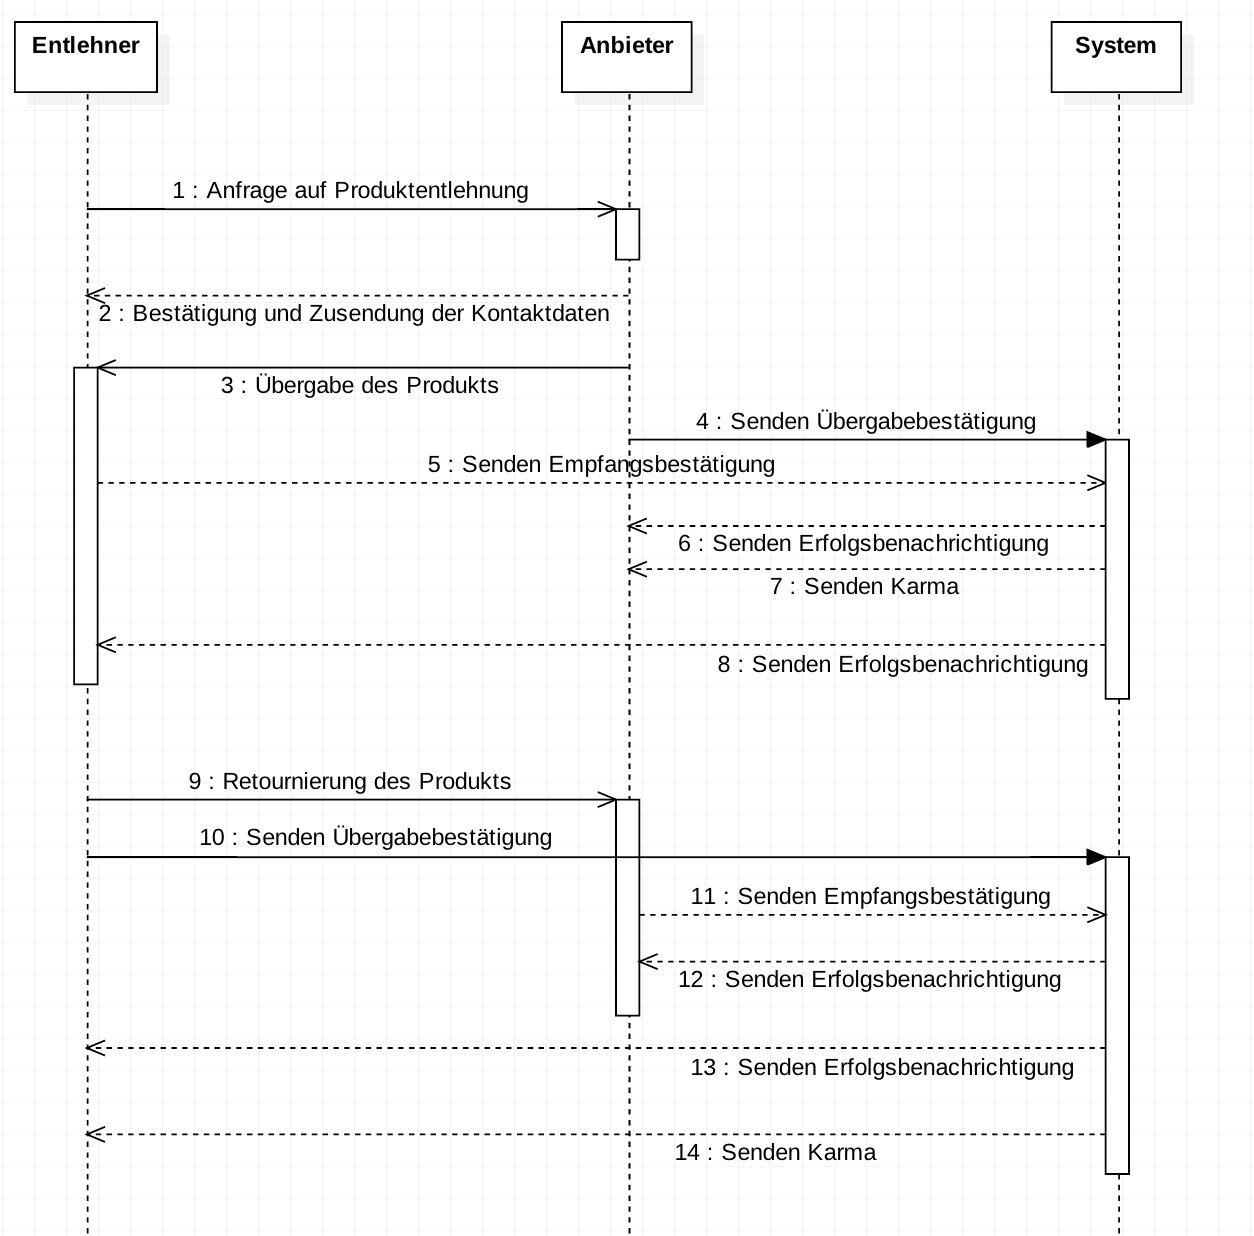 Entlehner
Anbieter
System
1 : Anfrage auf Produktentlehnung
2 : Bestätigung und Zusendung der Kontaktdaten
3 : Übergabe des Produkts
4 : Senden Übergabebestätigung
5 : Senden Empfangsbestätigung
6 : Senden Erfolgsbenachrichtigung
7 : Senden Karma
8 : Senden Erfolgsbenachrichtigung
9 : Retournierung des Produkts
10 : Senden Übergabebestätigung
11 : Senden Empfangsbestätigung
12 : Senden Erfolgsbenachrichtigung
13 : Senden Erfolgsbenachrichtigung
14 : Senden Karma